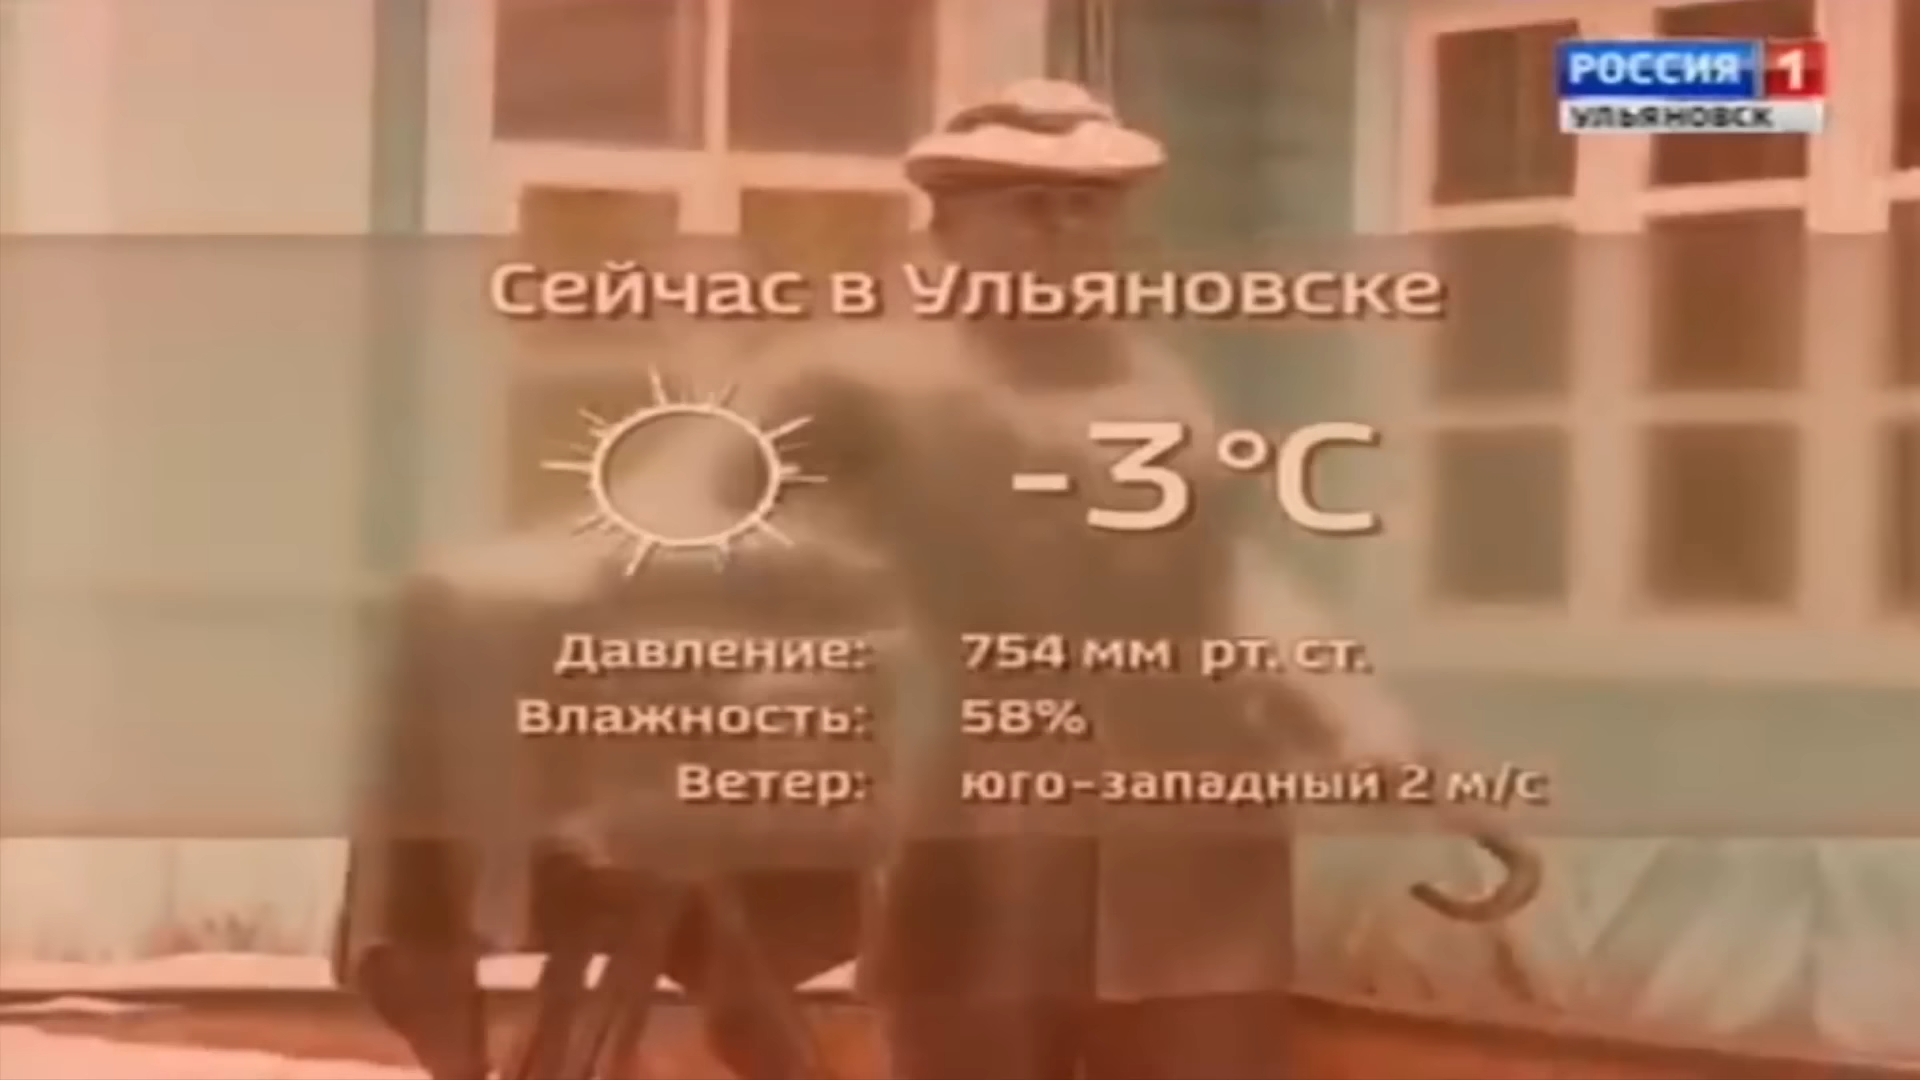 РОССИЯ 1
УЛЬЯНОВСК
Сейчас в Ульяновске
-3 °C
Давление: 754 мм рт. ст.
Влажность: 58%
Ветер: юго-западный 2 м/с